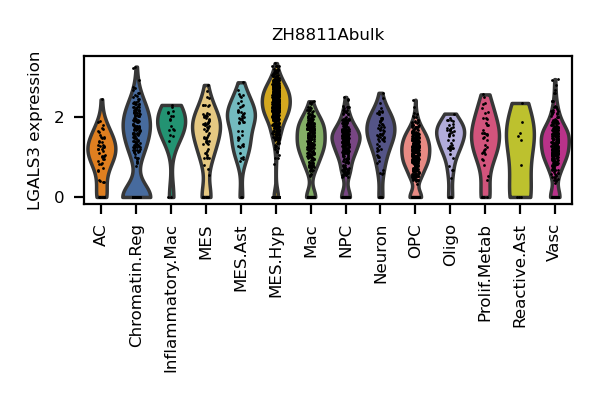 ZH8811Abulk
LGALS3 expression
2
0
AC
Chromatin.Reg
Inflammatory.Mac
MES
MES.Ast
MES.Hyp
Mac
NPC
Neuron
OPC
Oligo
Prolif.Metab
Reactive.Ast
Vasc